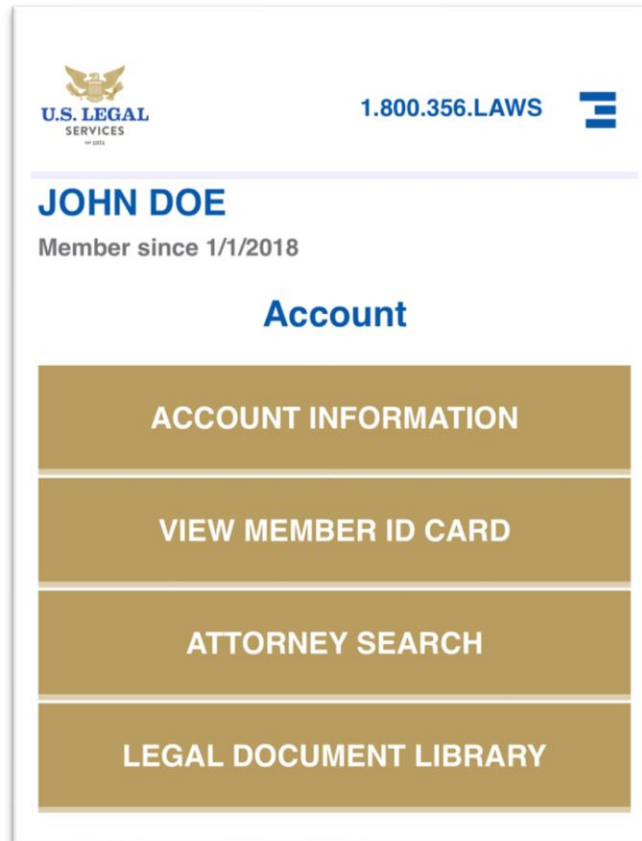 U.S. LEGAL
SERVICES
1.800.356.LAWS
JOHN DOE
Member since 1/1/2018
Account
ACCOUNT INFORMATION
VIEW MEMBER ID CARD
ATTORNEY SEARCH
LEGAL DOCUMENT LIBRARY